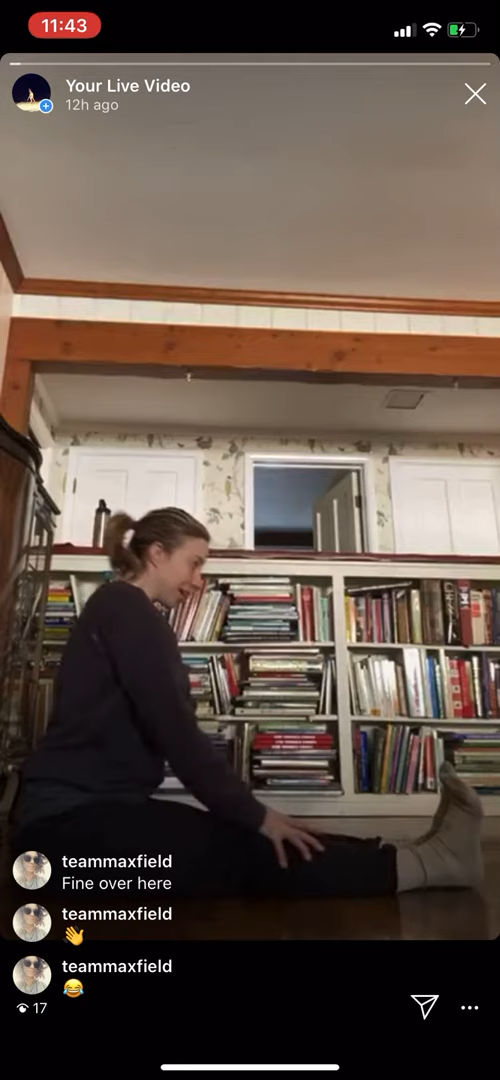 11:43
Your Live Video
12h ago
teammaxfield
Fine over here
teammaxfield
👋
teammaxfield
😂
17